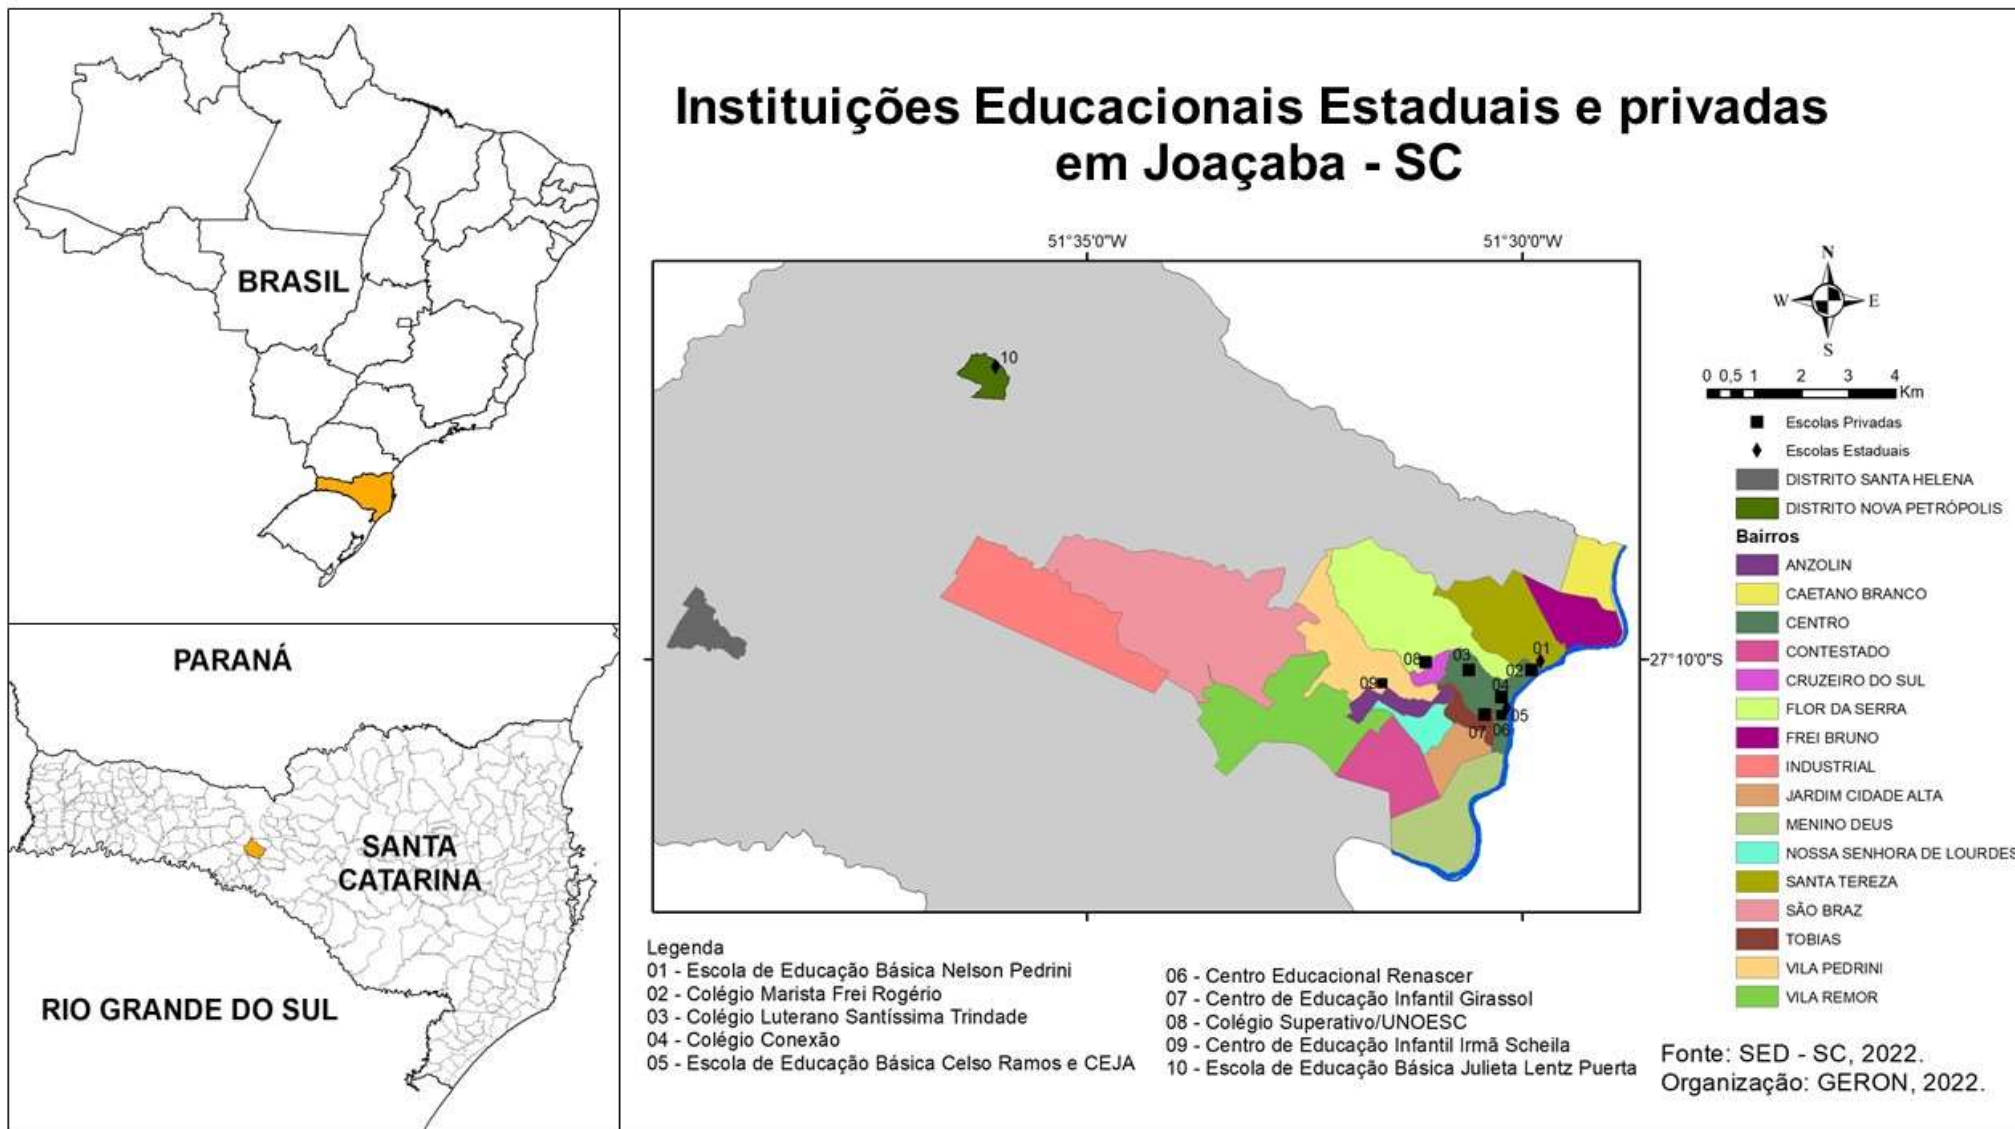 BRASIL
PARANÁ
SANTA
CATARINA
RIO GRANDE DO SUL
Instituições Educacionais Estaduais e privadas
em Joaçaba - SC
51°35'0"W
51°30'0"W
27°10'0"S
10
01
02
03
04
05
06
07
08
09
N
W
E
S
0 0,5 1 2 3 4
Km
Escolas Privadas
Escolas Estaduais
DISTRITO SANTA HELENA
DISTRITO NOVA PETRÓPOLIS
Bairros
ANZOLIN
CAETANO BRANCO
CENTRO
CONTESTADO
CRUZEIRO DO SUL
FLOR DA SERRA
FREI BRUNO
INDUSTRIAL
JARDIM CIDADE ALTA
MENINO DEUS
NOSSA SENHORA DE LOURDES
SANTA TEREZA
SÃO BRAZ
TOBIAS
VILA PEDRINI
VILA REMOR
Legenda
01 - Escola de Educação Básica Nelson Pedrini
02 - Colégio Marista Frei Rogério
03 - Colégio Luterano Santíssima Trindade
04 - Colégio Conexão
05 - Escola de Educação Básica Celso Ramos e CEJA
06 - Centro Educacional Renascer
07 - Centro de Educação Infantil Girassol
08 - Colégio Superativo/UNOESC
09 - Centro de Educação Infantil Irmã Scheila
10 - Escola de Educação Básica Julieta Lentz Puerta
Fonte: SED - SC, 2022.
Organização: GERON, 2022.